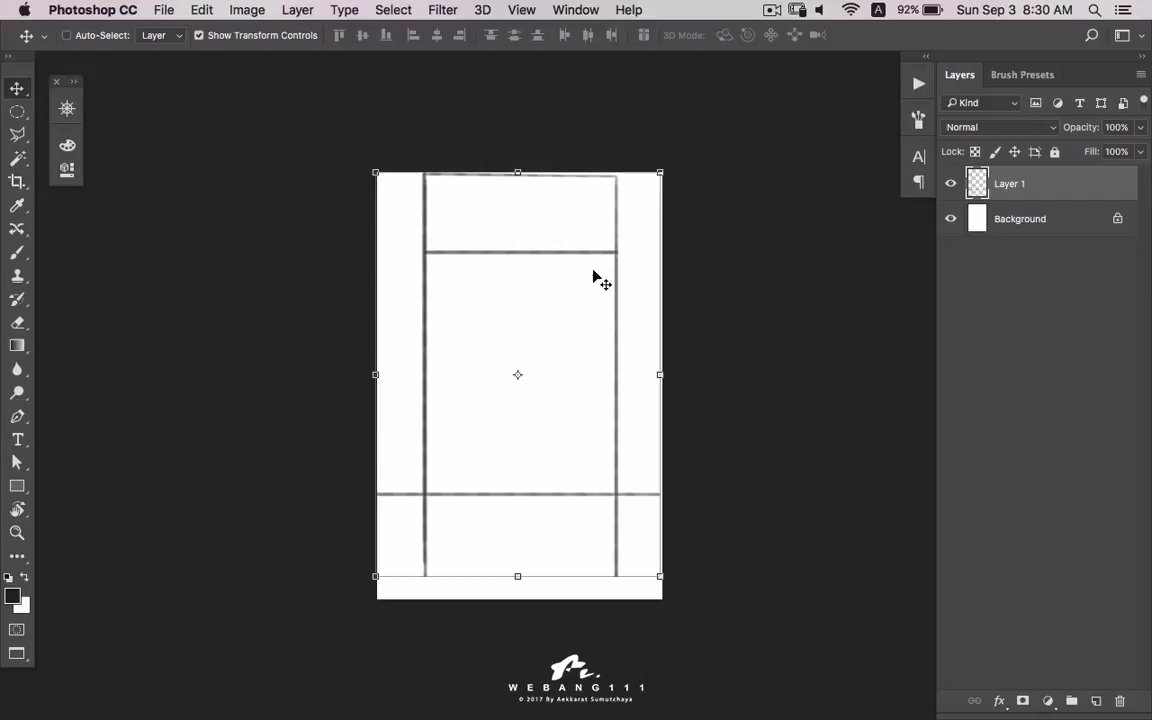 Photoshop CC File Edit Image Layer Type Select Filter 3D View Window Help A 92% Sun Sep 3 8:30 AM
Auto-Select: Layer Show Transform Controls 3D Mode:
Layers Brush Presets
Kind
Normal Opacity: 100%
Lock: Fill: 100%
Layer 1
Background
WEBANG111
© 2017 By Aekkarat Sumutchaya